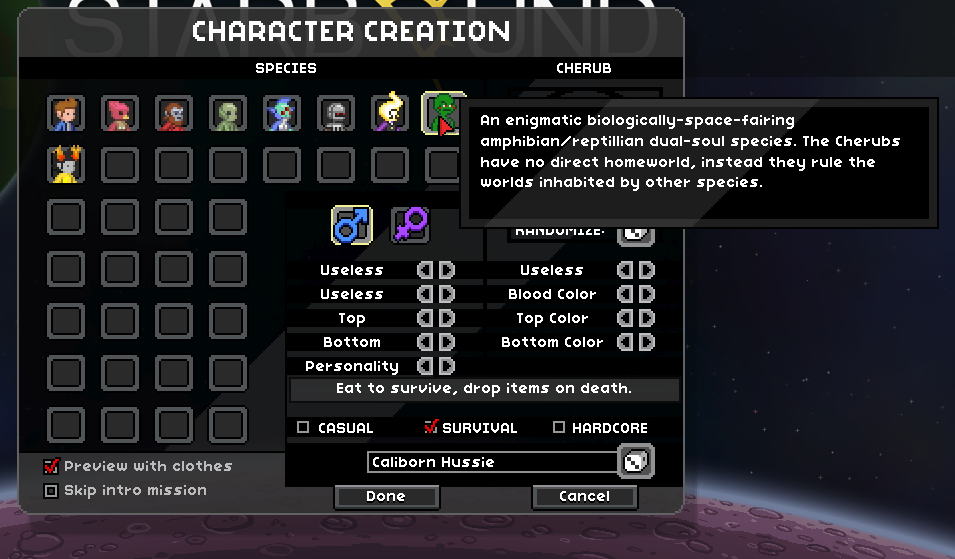 STARBOUND
CHARACTER CREATION
SPECIES
CHERUB
An enigmatic biologically-space-fairing
amphibian/reptillian dual-soul species. The Cherubs
have no direct homeworld, instead they rule the
worlds inhabited by other species.
RANDOMIZE:
Useless
Useless
Useless
Blood Color
Top
Top Color
Bottom
Bottom Color
Personality
Eat to survive, drop items on death.
CASUAL
SURVIVAL
HARDCORE
Caliborn Hussie
Preview with clothes
Skip intro mission
Done
Cancel